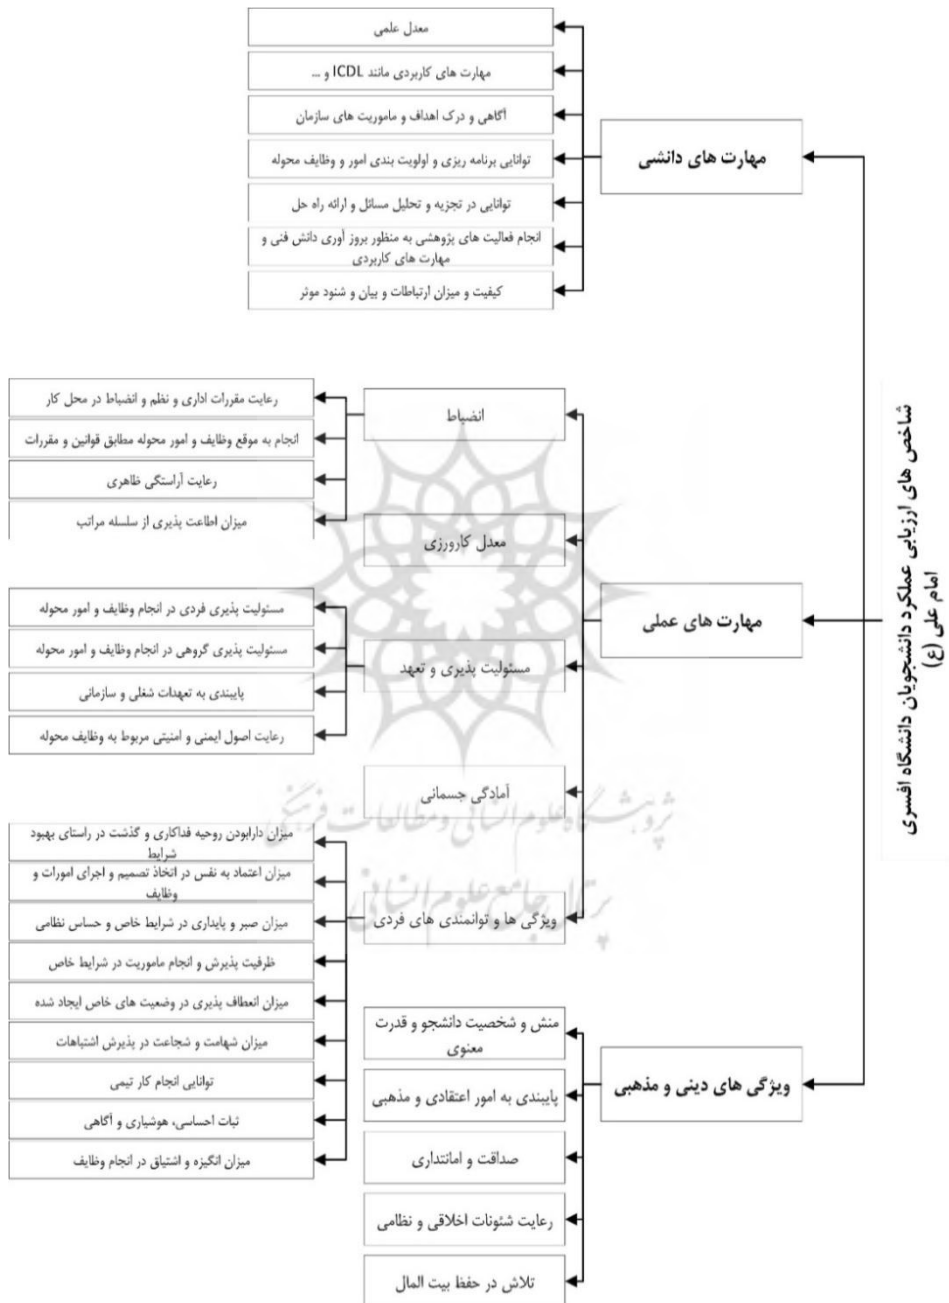 شاخص های ارزیابی عملکرد دانشجویان دانشگاه افسری
امام علی (ع)
مهارت های دانشی
معدل علمی
مهارت های کاربردی مانند ICDL و ...
آگاهی و درک اهداف و ماموریت های سازمان
توانایی برنامه ریزی و اولویت بندی امور و وظایف محوله
توانایی در تجزیه و تحلیل مسائل و ارائه راه حل
انجام فعالیت های پژوهشی به منظور بروز آوری دانش فنی و
مهارت های کاربردی
کیفیت و میزان ارتباطات و بیان و شنود موثر
مهارت های عملی
انضباط
رعایت مقررات اداری و نظم و انضباط در محل کار
انجام به موقع وظایف و امور محوله مطابق قوانین و مقررات
رعایت آراستگی ظاهری
میزان اطاعت پذیری از سلسله مراتب
معدل کارورزی
مسئولیت پذیری و تعهد
مسئولیت پذیری فردی در انجام وظایف و امور محوله
مسئولیت پذیری گروهی در انجام وظایف و امور محوله
پایبندی به تعهدات شغلی و سازمانی
رعایت اصول ایمنی و امنیتی مربوط به وظایف محوله
آمادگی جسمانی
ویژگی ها و توانمندی های فردی
میزان دارابودن روحیه فداکاری و گذشت در راستای بهبود
شرایط
میزان اعتماد به نفس در اتخاذ تصمیم و اجرای امورات و
وظایف
میزان صبر و پایداری در شرایط خاص و حساس نظامی
ظرفیت پذیرش و انجام ماموریت در شرایط خاص
میزان انعطاف پذیری در وضعیت های خاص ایجاد شده
میزان شهامت و شجاعت در پذیرش اشتباهات
توانایی انجام کار تیمی
ثبات احساسی، هوشیاری و آگاهی
میزان انگیزه و اشتیاق در انجام وظایف
ویژگی های دینی و مذهبی
منش و شخصیت دانشجو و قدرت
معنوی
پایبندی به امور اعتقادی و مذهبی
صداقت و امانتداری
رعایت شئونات اخلاقی و نظامی
تلاش در حفظ بیت المال
پژوهشگاه علوم انسانی و مطالعات فرهنگی
پرتال جامع علوم انسانی